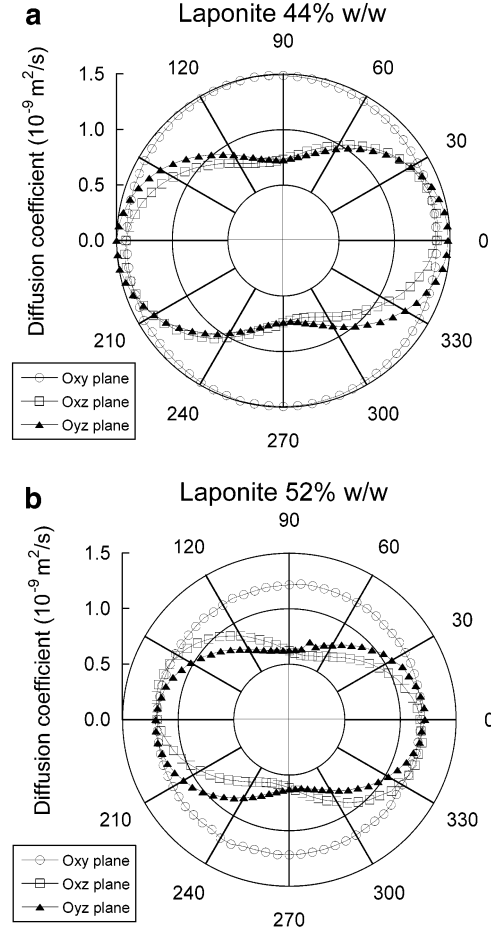 a
Laponite 44% w/w
90
120
60
1.5
1.0
30
0.5
0.0
0
Diffusion coefficient (10⁻⁹ m²/s)
210
330
240
300
270
Oxy plane
Oxz plane
Oyz plane
b
Laponite 52% w/w
90
120
60
1.5
1.0
30
0.5
0.0
0
Diffusion coefficient (10⁻⁹ m²/s)
210
330
240
300
270
Oxy plane
Oxz plane
Oyz plane